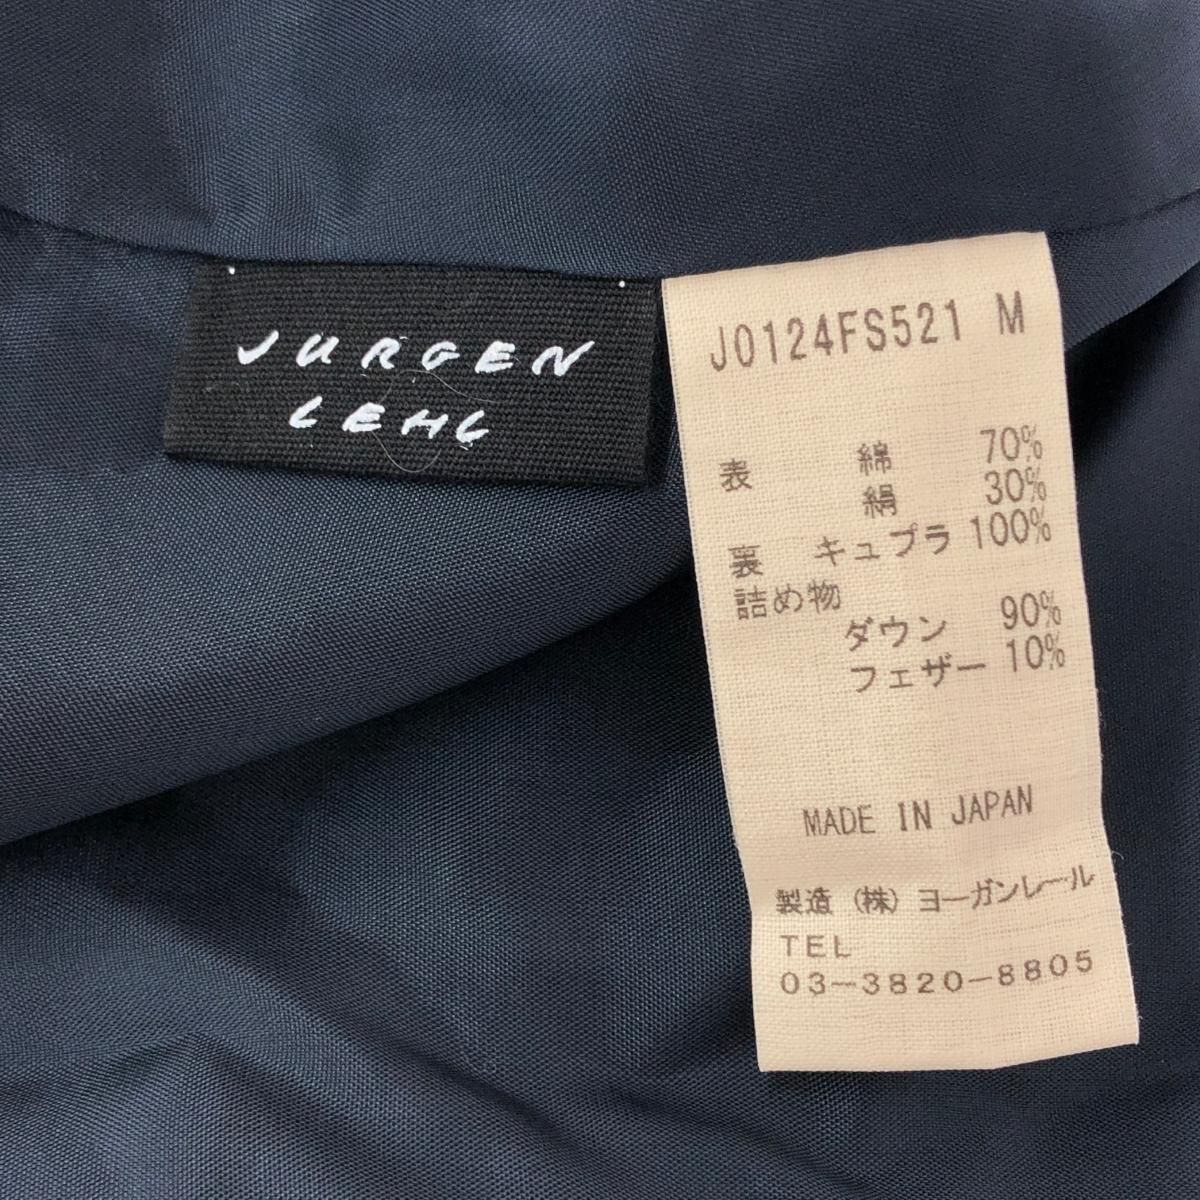 JURGEN
LEHL
J0124FS521 M
表 綿 70%
絹 30%
裏 キュプラ 100%
詰め物
ダウン 90%
フェザー 10%
MADE IN JAPAN
製造 (株) ヨーガンレール
TEL
03-3820-8805